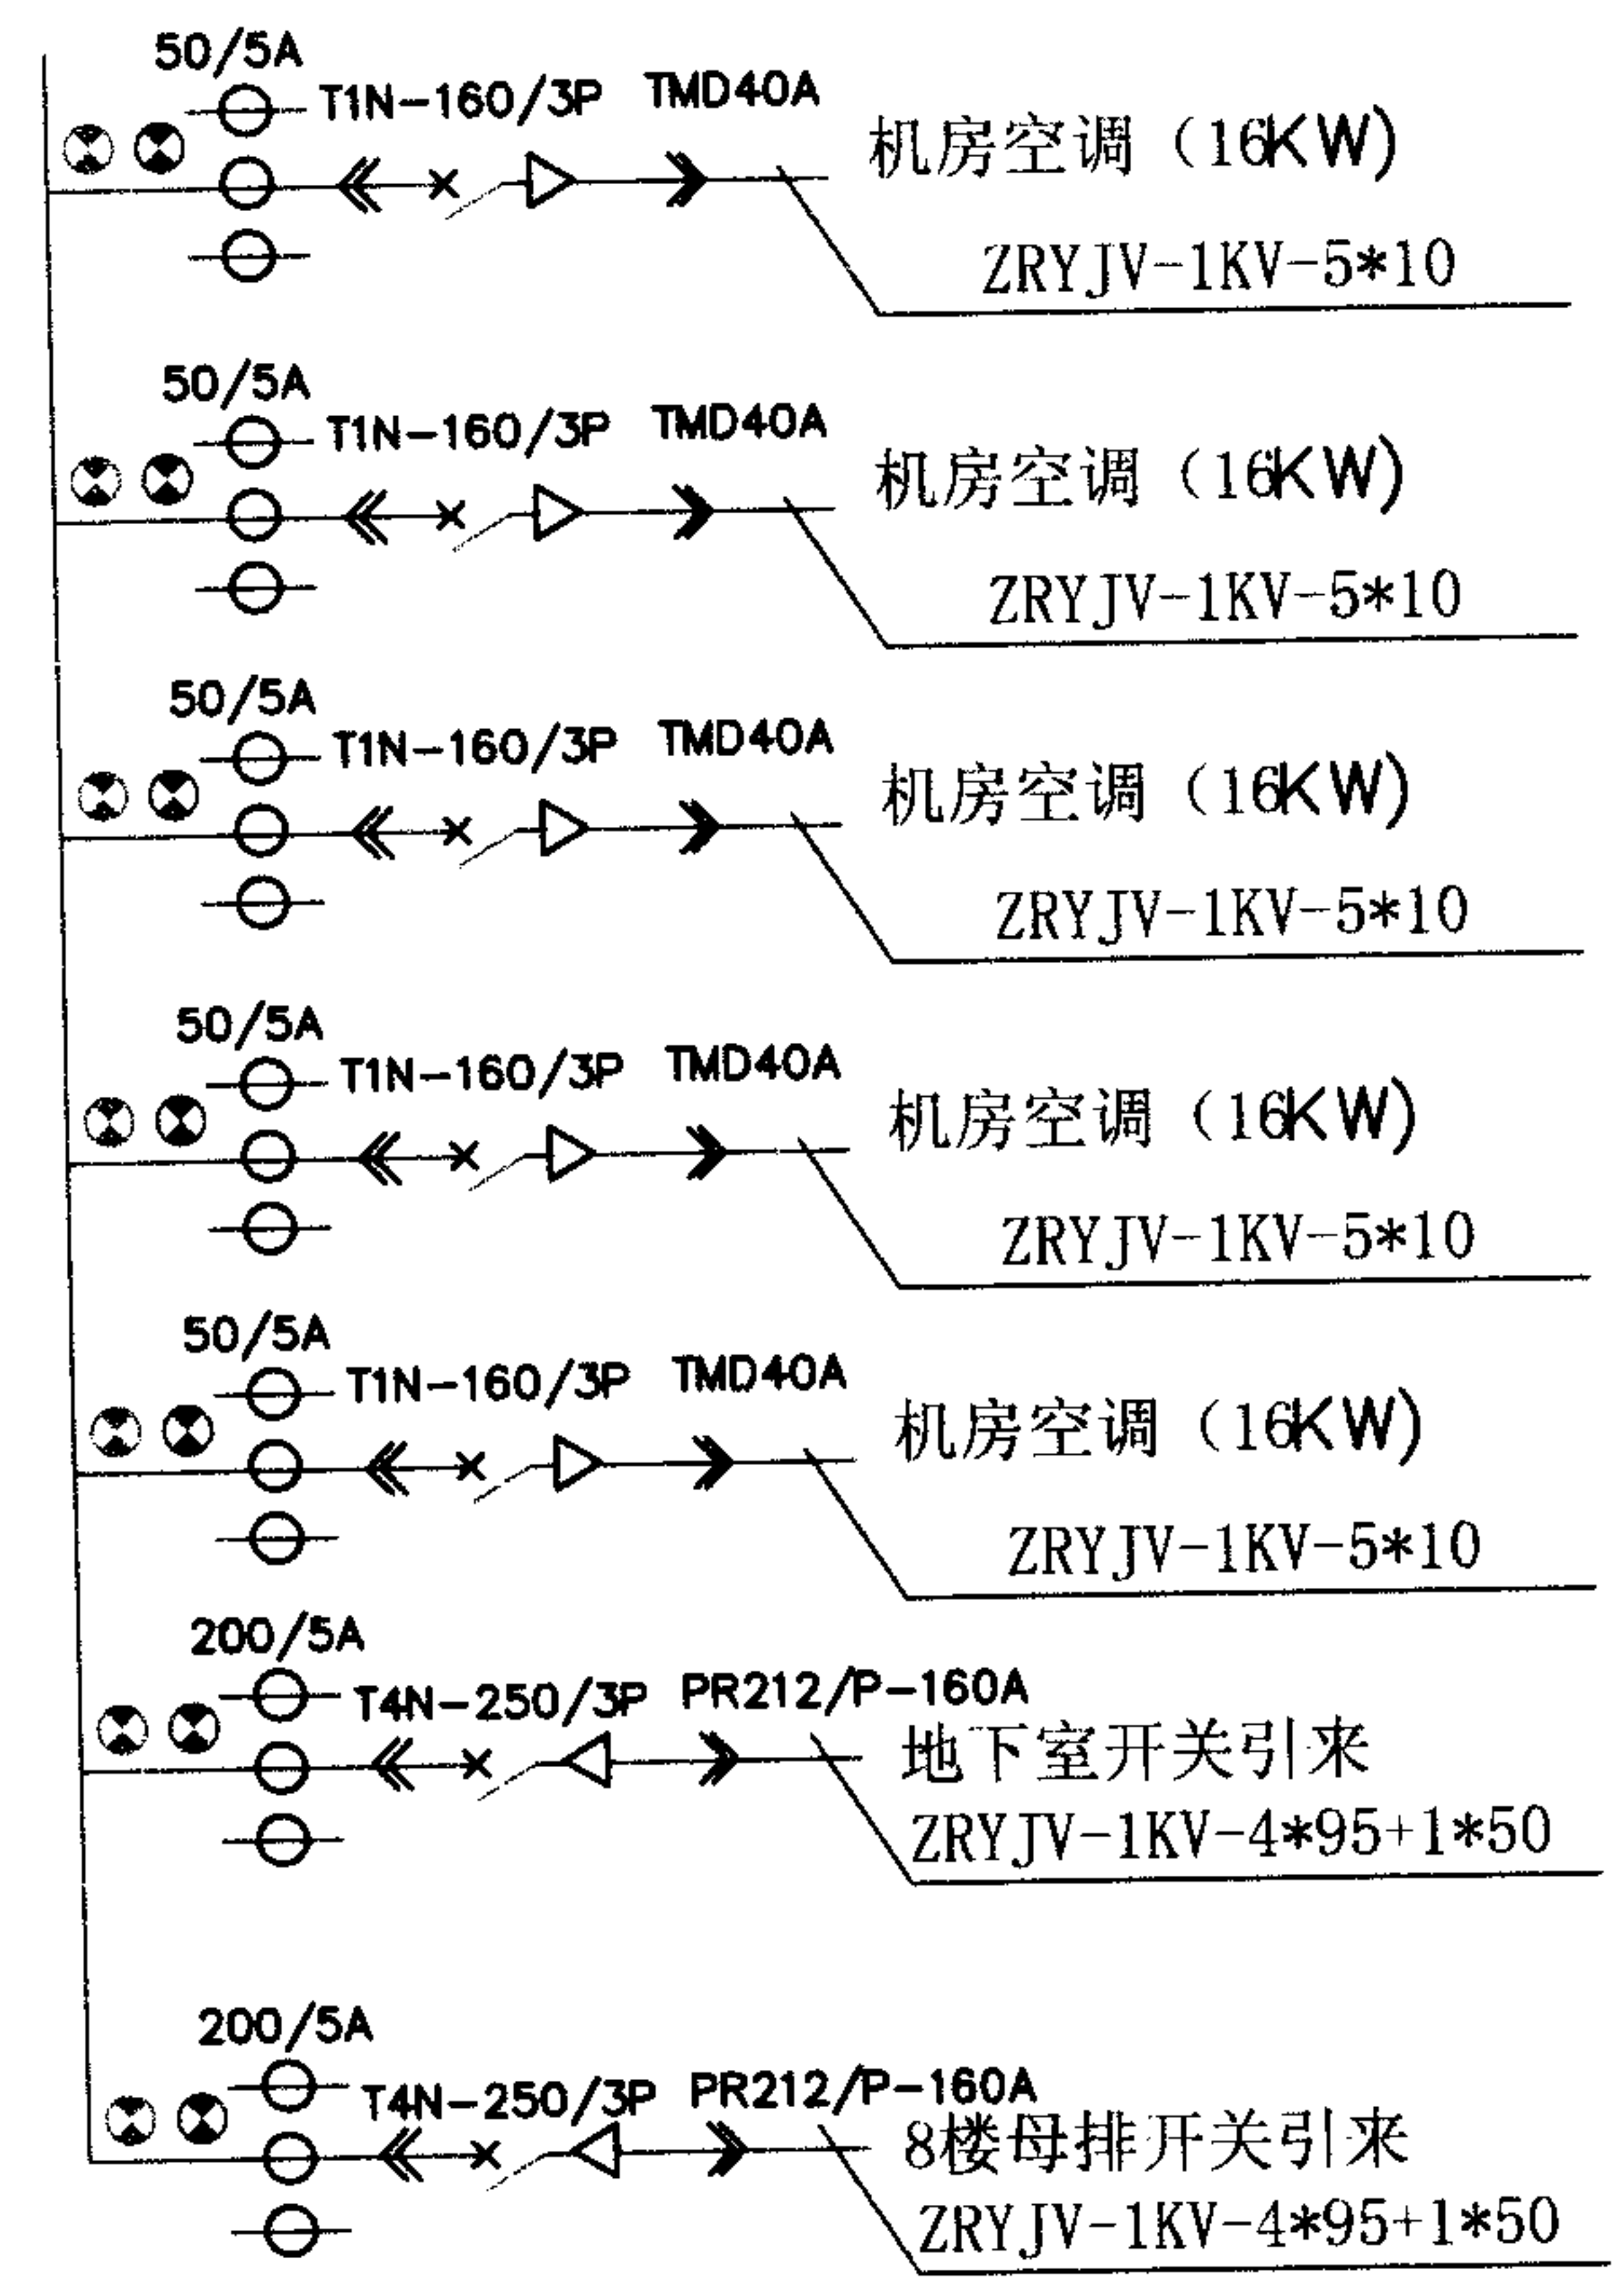 50/5A
T1N-160/3P TMD40A
机房空调（16KW)
ZRYJV-1KV-5*10
50/5A
T1N-160/3P TMD40A
机房空调（16KW)
ZRYJV-1KV-5*10
50/5A
T1N-160/3P TMD40A
机房空调（16KW)
ZRYJV-1KV-5*10
50/5A
T1N-160/3P TMD40A
机房空调（16KW)
ZRYJV-1KV-5*10
50/5A
T1N-160/3P TMD40A
机房空调（16KW)
ZRYJV-1KV-5*10
200/5A
T4N-250/3P PR212/P-160A
地下室开关引来
ZRYJV-1KV-4*95+1*50
200/5A
T4N-250/3P PR212/P-160A
8楼母排开关引来
ZRYJV-1KV-4*95+1*50